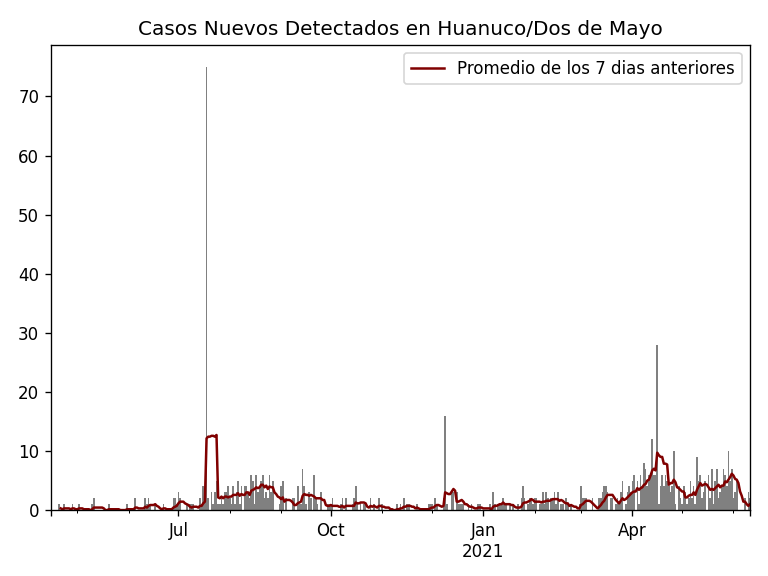 Casos Nuevos Detectados en Huanuco/Dos de Mayo
Promedio de los 7 dias anteriores
70
60
50
40
30
20
10
0
Jul
Oct
Jan
2021
Apr